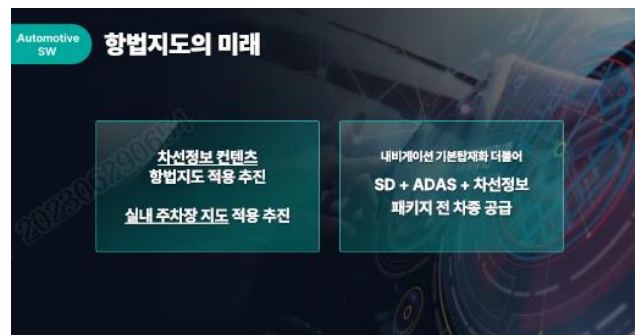 Automotive
SW
항법지도의 미래
차선정보 컨텐츠
항법지도 적용 추진
실내 주차장 지도 적용 추진
내비게이션 기본탑재화 더불어
SD + ADAS + 차선정보
패키지 전 차종 공급